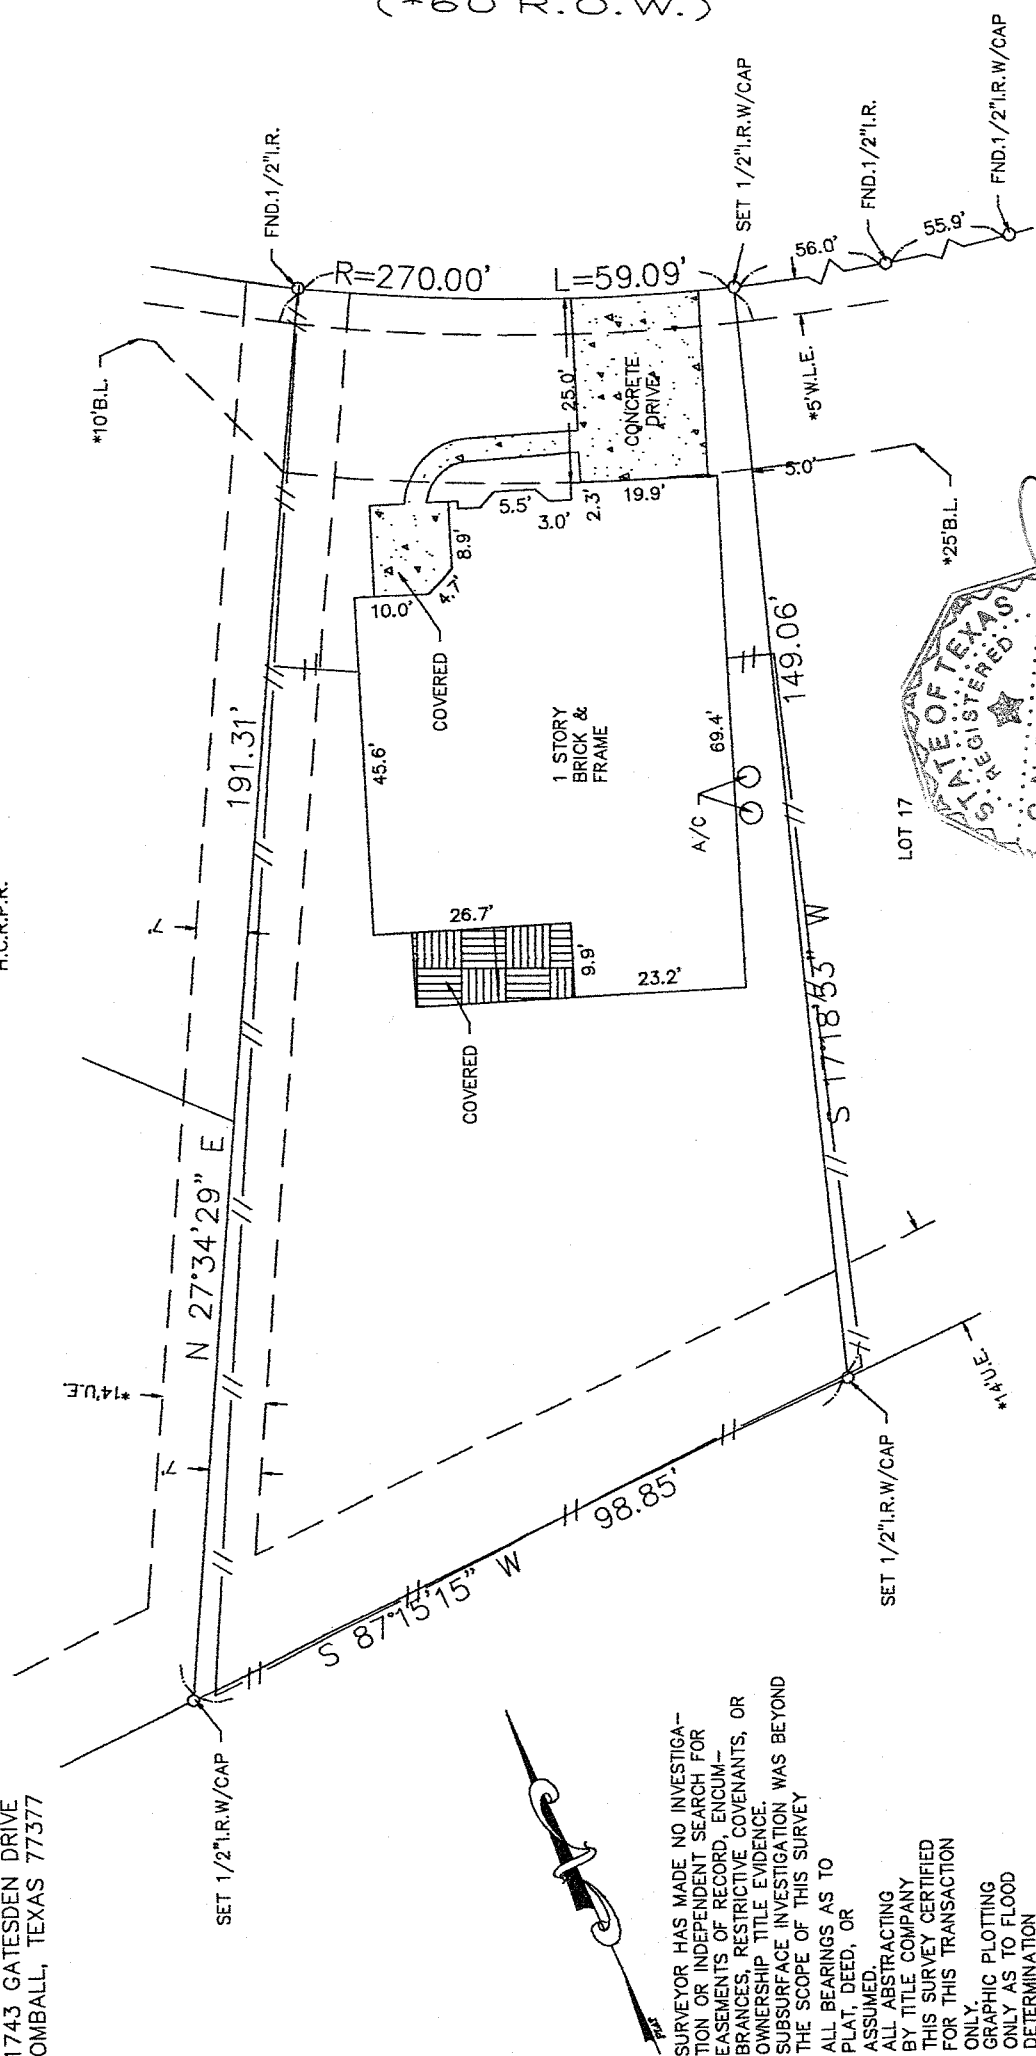 (*60' R.O.W.)
FND.1/2"I.R.
SET 1/2"I.R.W/CAP
FND.1/2"I.R.
FND.1/2"I.R.W/CAP
R=270.00'
L=59.09'
56.0'
55.9'
*10'B.L.
*5'W.L.E.
25.0'
CONCRETE
DRIVE
5.0'
*25'B.L.
5.5'
3.0'
2.3'
19.9'
8.9'
4.7'
10.0'
COVERED
191.31'
149.06'
45.6'
1 STORY
BRICK &
FRAME
69.4'
A/C
LOT 17
STATE OF TEXAS
REGISTERED
H.C.R.P.R.
7'
26.7'
9.9'
23.2'
COVERED
N 27°34'29" E
S 17°18'53" W
*14'U.E.
7'
*14'U.E.
98.85'
S 87°15'15" W
SET 1/2"I.R.W/CAP
SET 1/2"I.R.W/CAP
1743 GATESDEN DRIVE
OMBALL, TEXAS 77377
SURVEYOR HAS MADE NO INVESTIGA-
TION OR INDEPENDENT SEARCH FOR
EASEMENTS OF RECORD, ENCUM-
BRANCES, RESTRICTIVE COVENANTS, OR
OWNERSHIP TITLE EVIDENCE.
SUBSURFACE INVESTIGATION WAS BEYOND
THE SCOPE OF THIS SURVEY
ALL BEARINGS AS TO
PLAT, DEED, OR
ASSUMED.
ALL ABSTRACTING
BY TITLE COMPANY
THIS SURVEY CERTIFIED
FOR THIS TRANSACTION
ONLY.
GRAPHIC PLOTTING
ONLY AS TO FLOOD
DETERMINATION